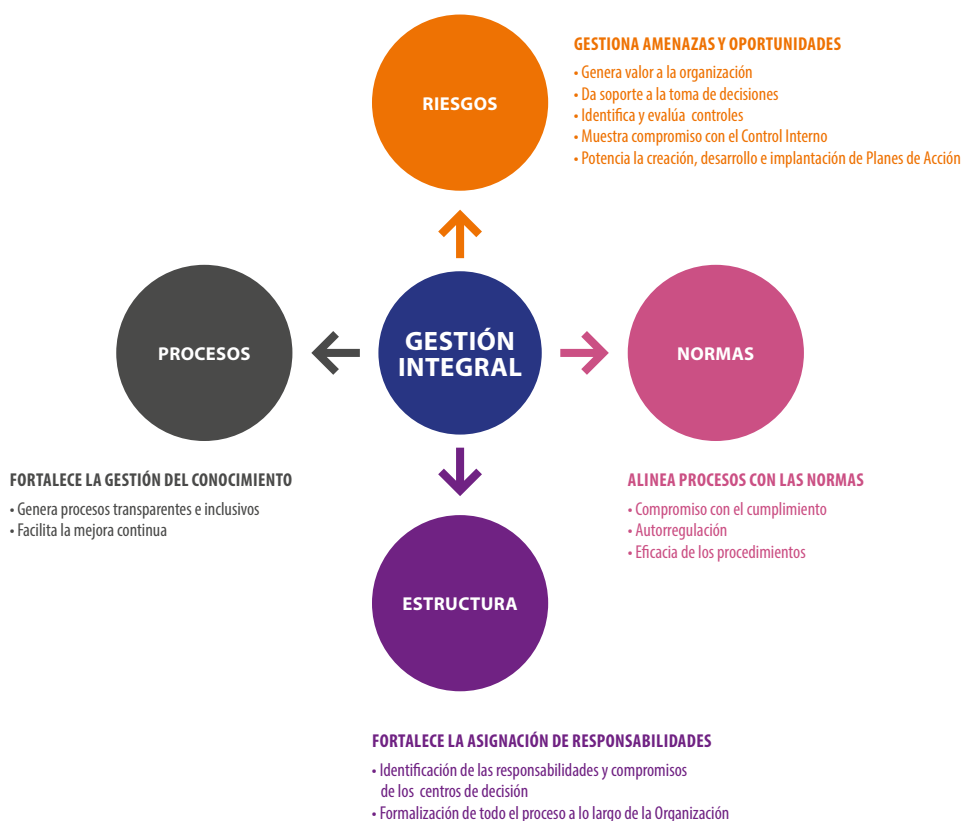 GESTIONA AMENAZAS Y OPORTUNIDADES
• Genera valor a la organización
• Da soporte a la toma de decisiones
• Identifica y evalúa controles
• Muestra compromiso con el Control Interno
• Potencia la creación, desarrollo e implantación de Planes de Acción
RIESGOS
PROCESOS
GESTIÓN
INTEGRAL
NORMAS
FORTALECE LA GESTIÓN DEL CONOCIMIENTO
• Genera procesos transparentes e inclusivos
• Facilita la mejora continua
ALINEA PROCESOS CON LAS NORMAS
• Compromiso con el cumplimiento
• Autorregulación
• Eficacia de los procedimientos
ESTRUCTURA
FORTALECE LA ASIGNACIÓN DE RESPONSABILIDADES
• Identificación de las responsabilidades y compromisos
de los centros de decisión
• Formalización de todo el proceso a lo largo de la Organización